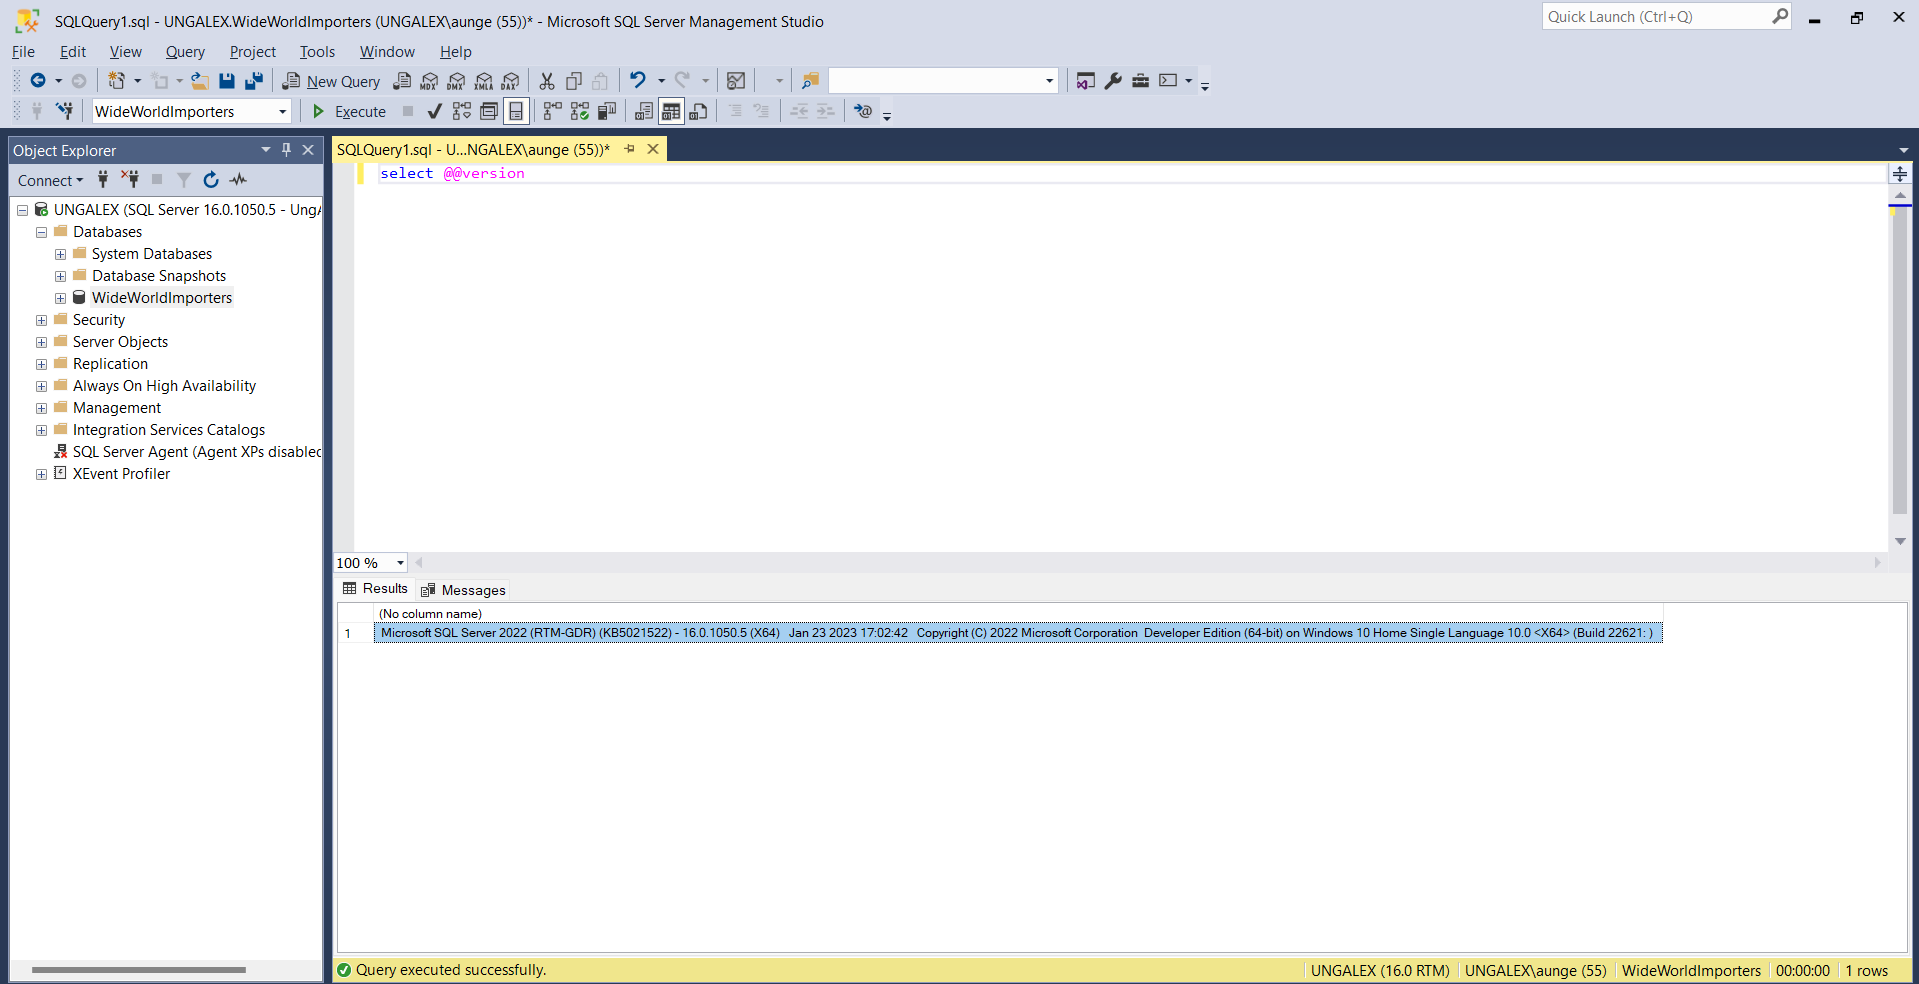 SQLQuery1.sql - UNGALEX.WideWorldImporters (UNGALEX\aunge (55))* - Microsoft SQL Server Management Studio
Quick Launch (Ctrl+Q)
File Edit View Query Project Tools Window Help
New Query MDX DMX XMLA DAX
WideWorldImporters Execute
Object Explorer
Connect
UNGALEX (SQL Server 16.0.1050.5 - Ung
Databases
System Databases
Database Snapshots
WideWorldImporters
Security
Server Objects
Replication
Always On High Availability
Management
Integration Services Catalogs
SQL Server Agent (Agent XPs disabled
XEvent Profiler
SQLQuery1.sql - U...NGALEX\aunge (55))*
select @@version
100 %
Results Messages
(No column name)
1 Microsoft SQL Server 2022 (RTM-GDR) (KB5021522) - 16.0.1050.5 (X64) Jan 23 2023 17:02:42 Copyright (C) 2022 Microsoft Corporation Developer Edition (64-bit) on Windows 10 Home Single Language 10.0 <X64> (Build 22621: )
Query executed successfully. UNGALEX (16.0 RTM) UNGALEX\aunge (55) WideWorldImporters 00:00:00 1 rows